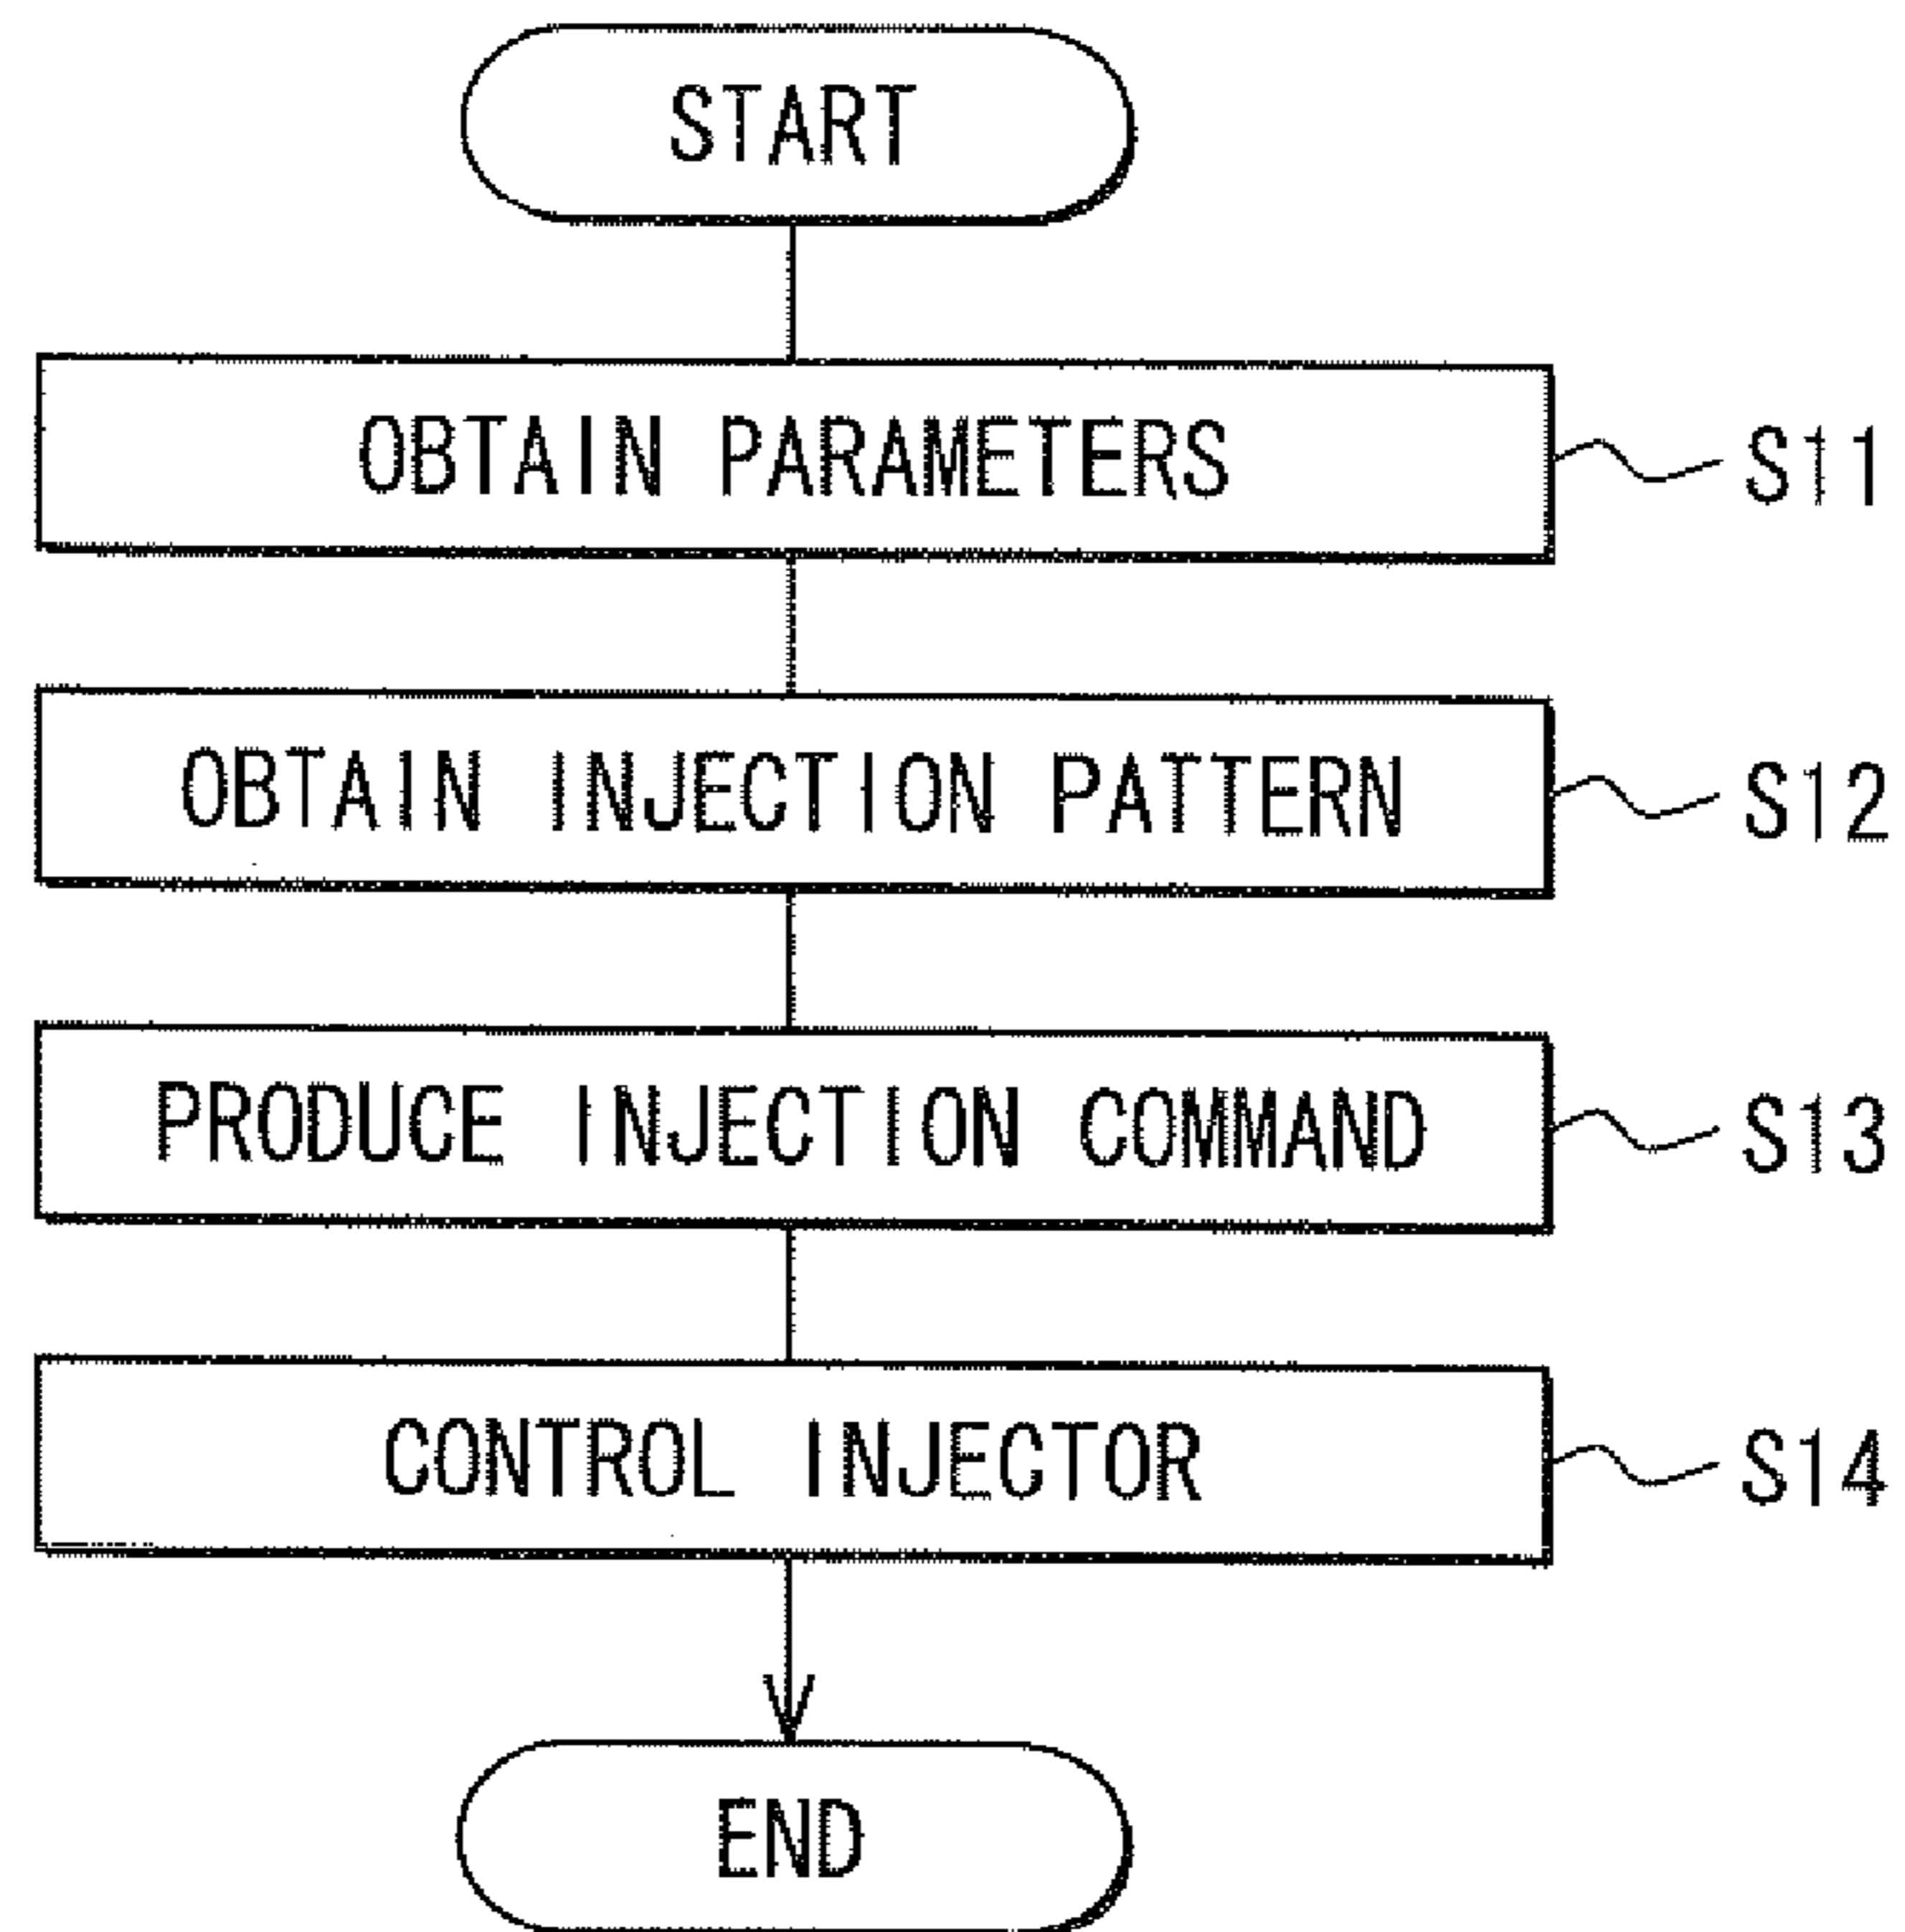 START
OBTAIN PARAMETERS S11
OBTAIN INJECTION PATTERN S12
PRODUCE INJECTION COMMAND S13
CONTROL INJECTOR S14
END